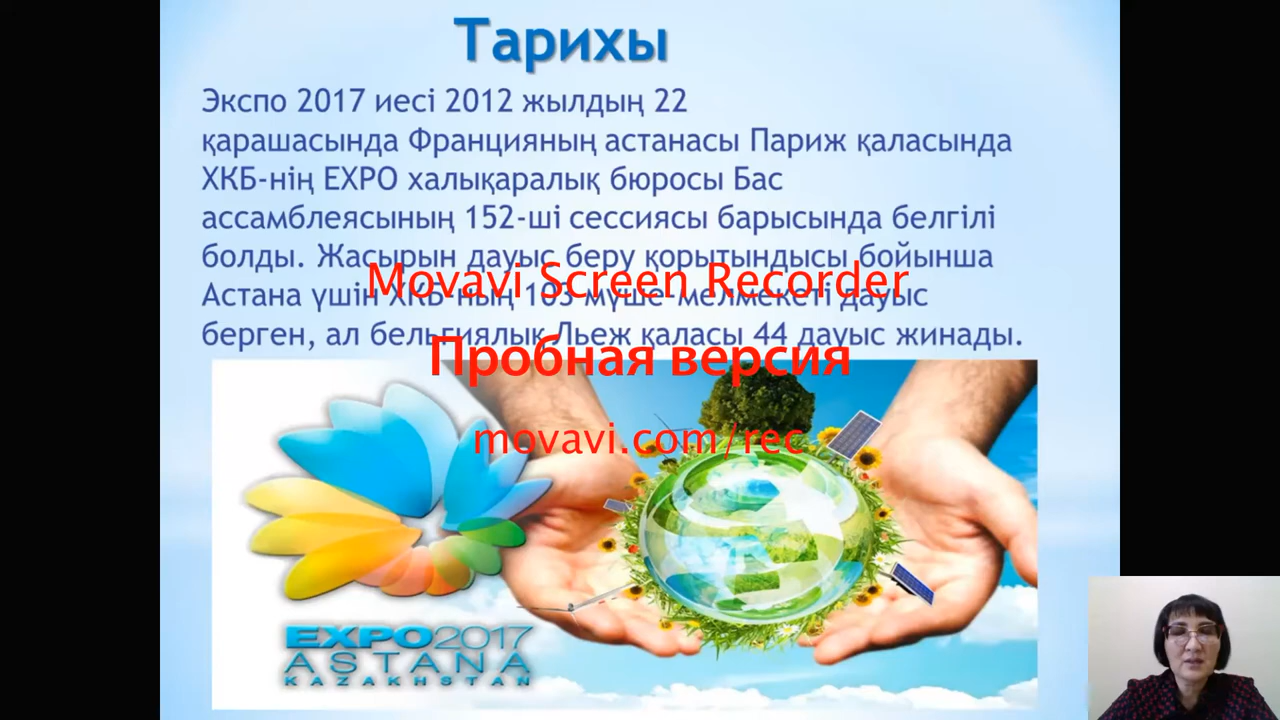 Тарихы
Экспо 2017 иесі 2012 жылдың 22
қарашасында Францияның астанасы Париж қаласында
ХКБ-нің EXPO халықаралық бюросы Бас
ассамблеясының 152-ші сессиясы барысында белгілі
болды. Жасырын дауыс беру қорытындысы бойынша
Movavi Screen Recorder
Астана үшін ХКБ-ның 103 мүше-мелмекеті дауыс
берген, ал бельгиялық Льеж қаласы 44 дауыс жинады.
Пробная версия
movavi.com/rec
EXPO2017
ASTANA
KAZAKHSTAN